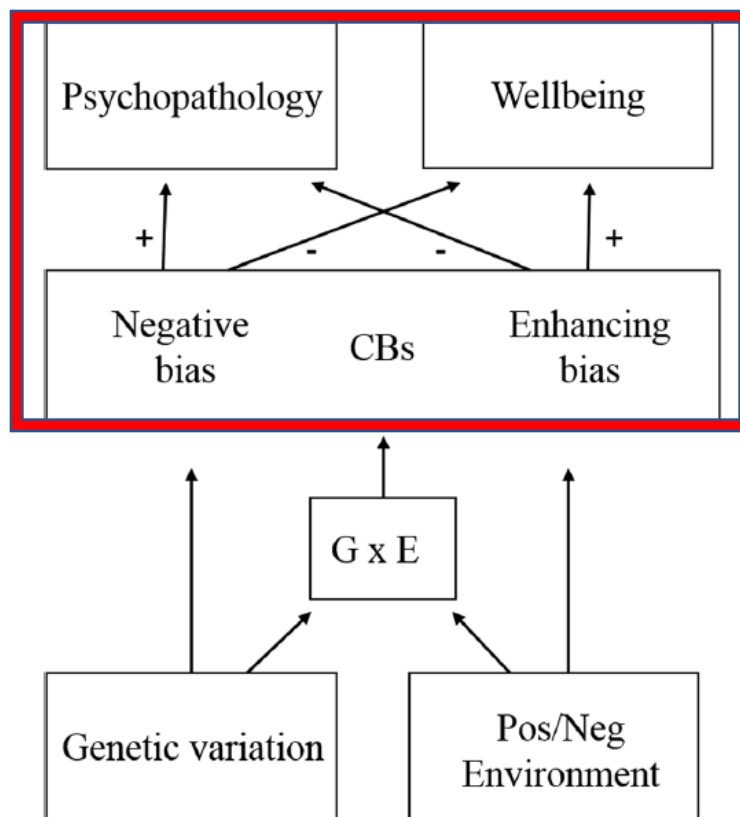 Psychopathology
Wellbeing
+
-
-
+
Negative
bias
CBs
Enhancing
bias
G x E
Genetic variation
Pos/Neg
Environment